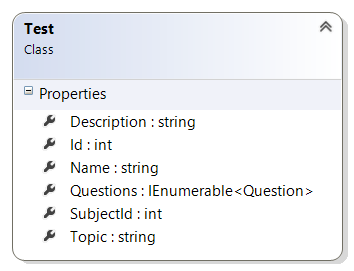 Test
Class
Properties
Description : string
Id : int
Name : string
Questions : IEnumerable<Question>
SubjectId : int
Topic : string